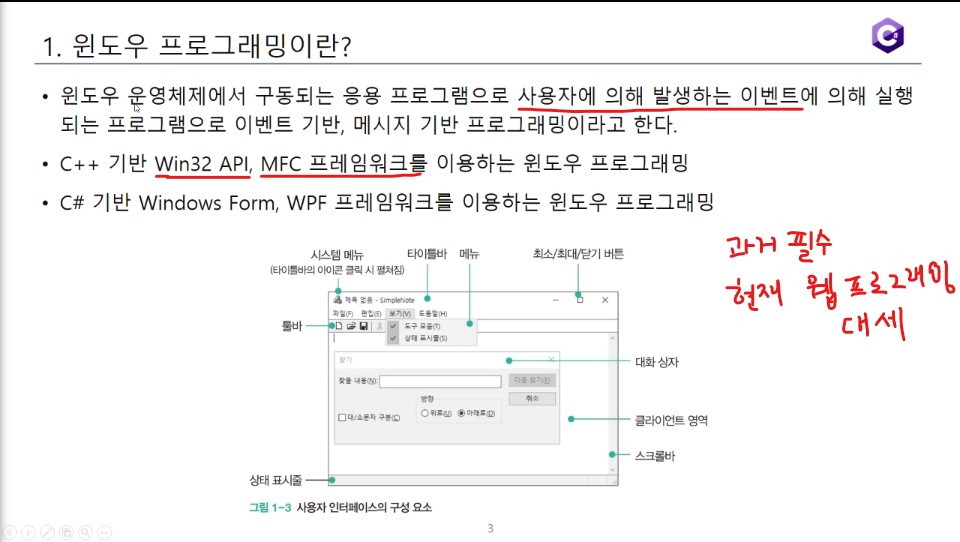 1. 윈도우 프로그래밍이란?
C#
• 윈도우 운영체제에서 구동되는 응용 프로그램으로 사용자에 의해 발생하는 이벤트에 의해 실행
되는 프로그램으로 이벤트 기반, 메시지 기반 프로그래밍이라고 한다.
• C++ 기반 Win32 API, MFC 프레임워크를 이용하는 윈도우 프로그래밍
• C# 기반 Windows Form, WPF 프레임워크를 이용하는 윈도우 프로그래밍
과거 필수
현재 웹 프로그래밍
대세
시스템 메뉴
(타이틀바의 아이콘 클릭 시 펼쳐짐)
타이틀바
메뉴
최소/최대/닫기 버튼
제목 없음 - SimpleNote
파일(F) 편집(E) 보기(V) 도움말(H)
툴바
도구 모음(T)
상태 표시줄(S)
찾기
대화 상자
찾을 내용(N):
다음 찾기(F)
취소
방향
대/소문자 구분(C)
위로(U) 아래로(D)
클라이언트 영역
스크롤바
상태 표시줄
그림 1-3 사용자 인터페이스의 구성 요소
3